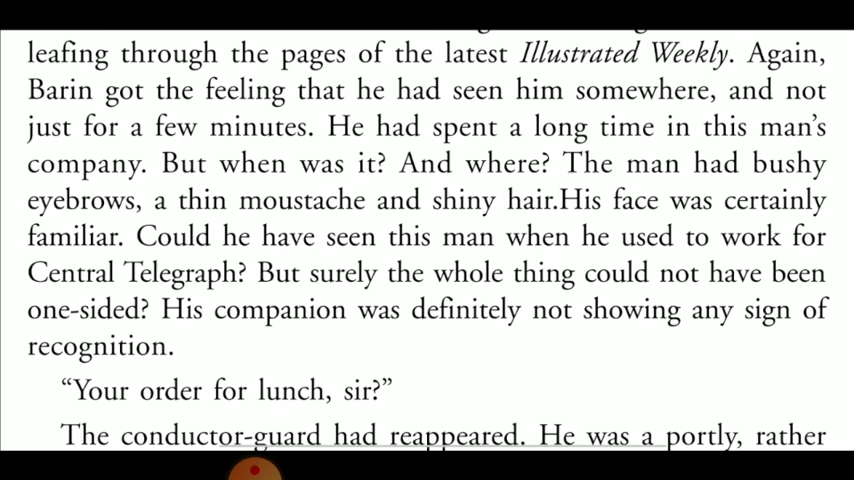 leafing through the pages of the latest Illustrated Weekly. Again,
Barin got the feeling that he had seen him somewhere, and not
just for a few minutes. He had spent a long time in this man’s
company. But when was it? And where? The man had bushy
eyebrows, a thin moustache and shiny hair.His face was certainly
familiar. Could he have seen this man when he used to work for
Central Telegraph? But surely the whole thing could not have been
one-sided? His companion was definitely not showing any sign of
recognition.
“Your order for lunch, sir?”
The conductor-guard had reappeared. He was a portly, rather